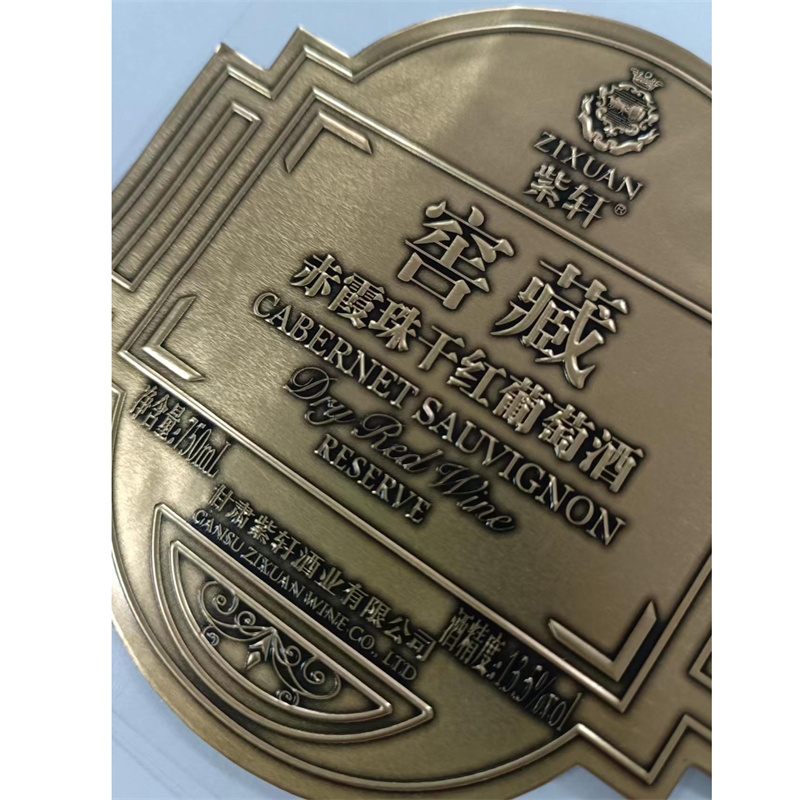 ZIXUAN
紫轩®
窖藏
赤霞珠干红葡萄酒
CABERNET SAUVIGNON
Dry Red Wine
RESERVE
净含量:750mL
酒精度:13.5%vol
甘肃紫轩酒业有限公司
GANSU ZIXUAN WINE CO., LTD